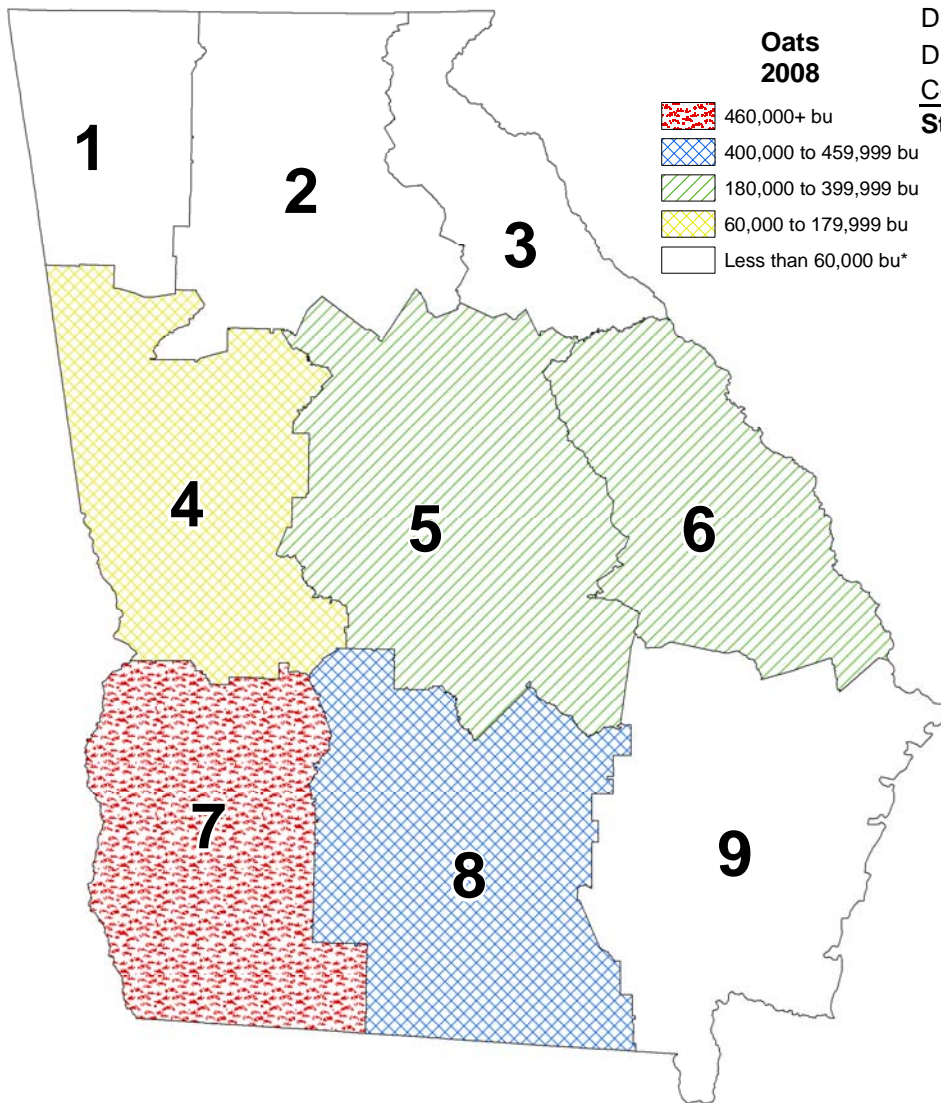 Oats
2008
460,000+ bu
400,000 to 459,999 bu
180,000 to 399,999 bu
60,000 to 179,999 bu
Less than 60,000 bu*
D
D
1
2
3
4
5
6
7
8
9